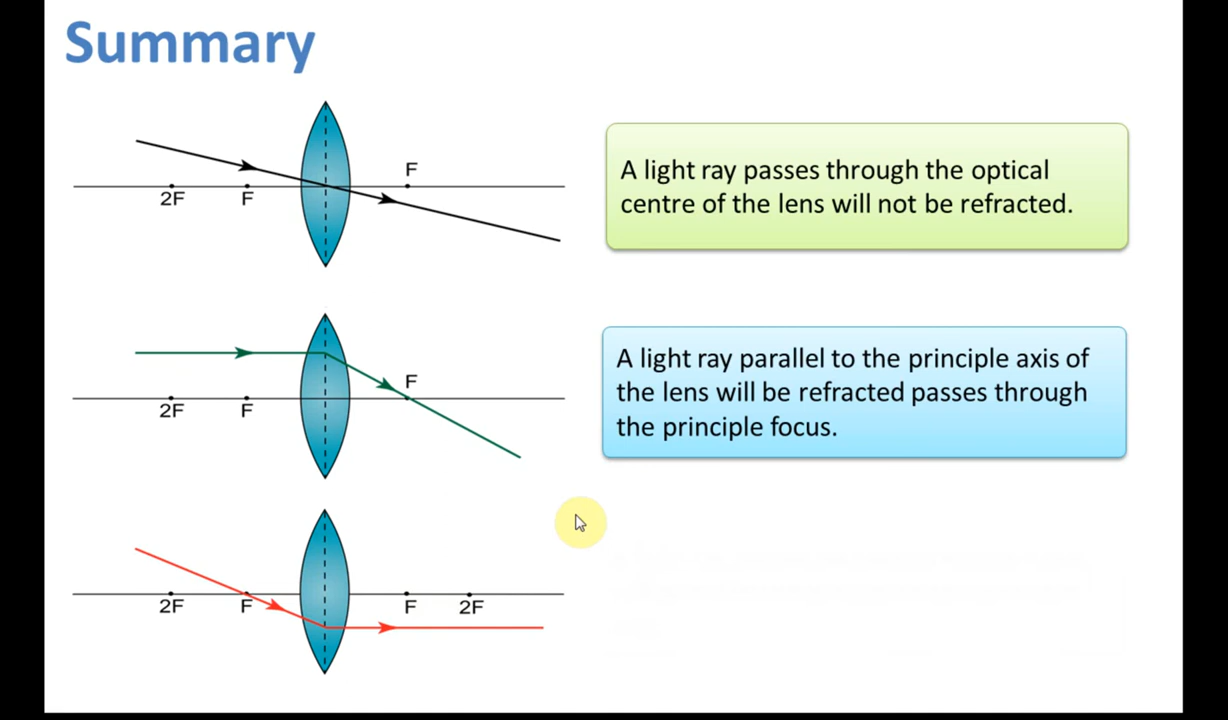 Summary
F
2F F
A light ray passes through the optical
centre of the lens will not be refracted.
F
2F F
A light ray parallel to the principle axis of
the lens will be refracted passes through
the principle focus.
2F F F 2F